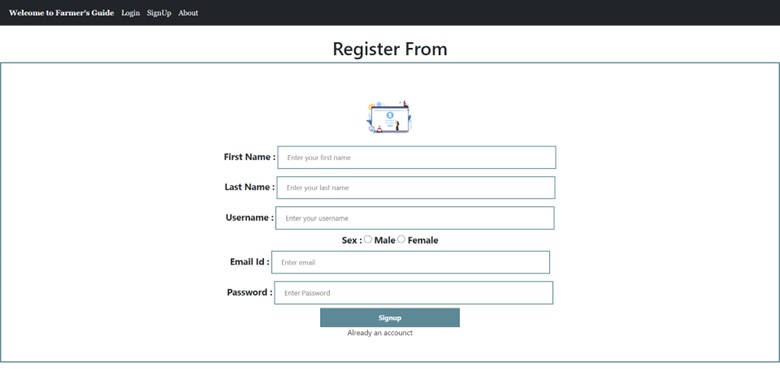 Welcome to Farmer's Guide Login SignUp About
Register From
First Name : Enter your first name
Last Name : Enter your last name
Username : Enter your username
Sex : Male Female
Email Id : Enter email
Password : Enter Password
Signup
Already an accounct